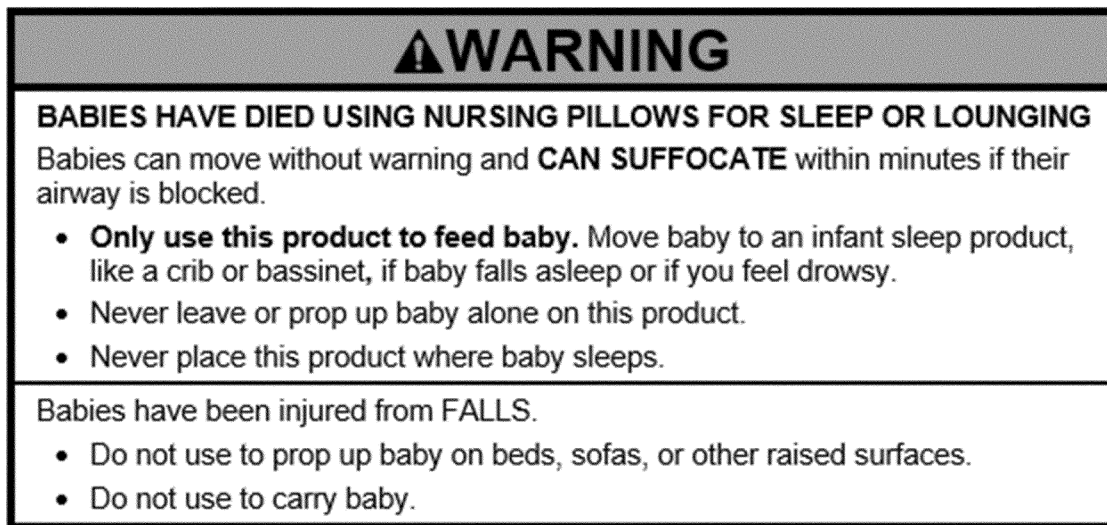 ⚠WARNING
BABIES HAVE DIED USING NURSING PILLOWS FOR SLEEP OR LOUNGING
Babies can move without warning and CAN SUFFOCATE within minutes if their
airway is blocked.
• Only use this product to feed baby. Move baby to an infant sleep product,
like a crib or bassinet, if baby falls asleep or if you feel drowsy.
• Never leave or prop up baby alone on this product.
• Never place this product where baby sleeps.
Babies have been injured from FALLS.
• Do not use to prop up baby on beds, sofas, or other raised surfaces.
• Do not use to carry baby.